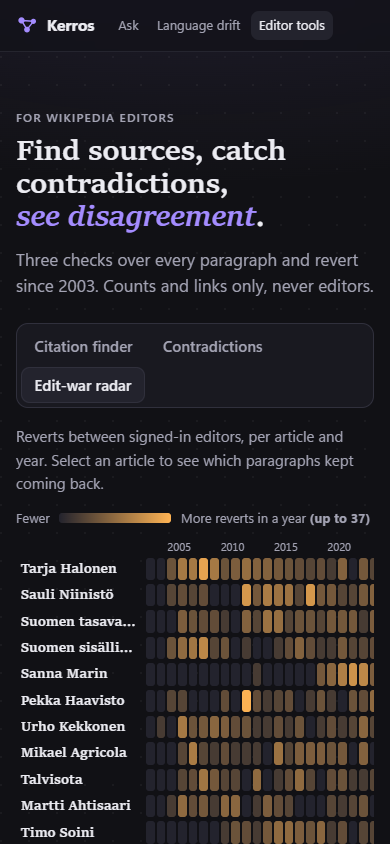 Kerros Ask Language drift Editor tools
FOR WIKIPEDIA EDITORS
Find sources, catch
contradictions,
see disagreement.
Three checks over every paragraph and revert
since 2003. Counts and links only, never editors.
Citation finder Contradictions
Edit-war radar
Reverts between signed-in editors, per article and
year. Select an article to see which paragraphs kept
coming back.
Fewer More reverts in a year (up to 37)
2005 2010 2015 2020
Tarja Halonen
Sauli Niinistö
Suomen tasava...
Suomen sisälli...
Sanna Marin
Pekka Haavisto
Urho Kekkonen
Mikael Agricola
Talvisota
Martti Ahtisaari
Timo Soini